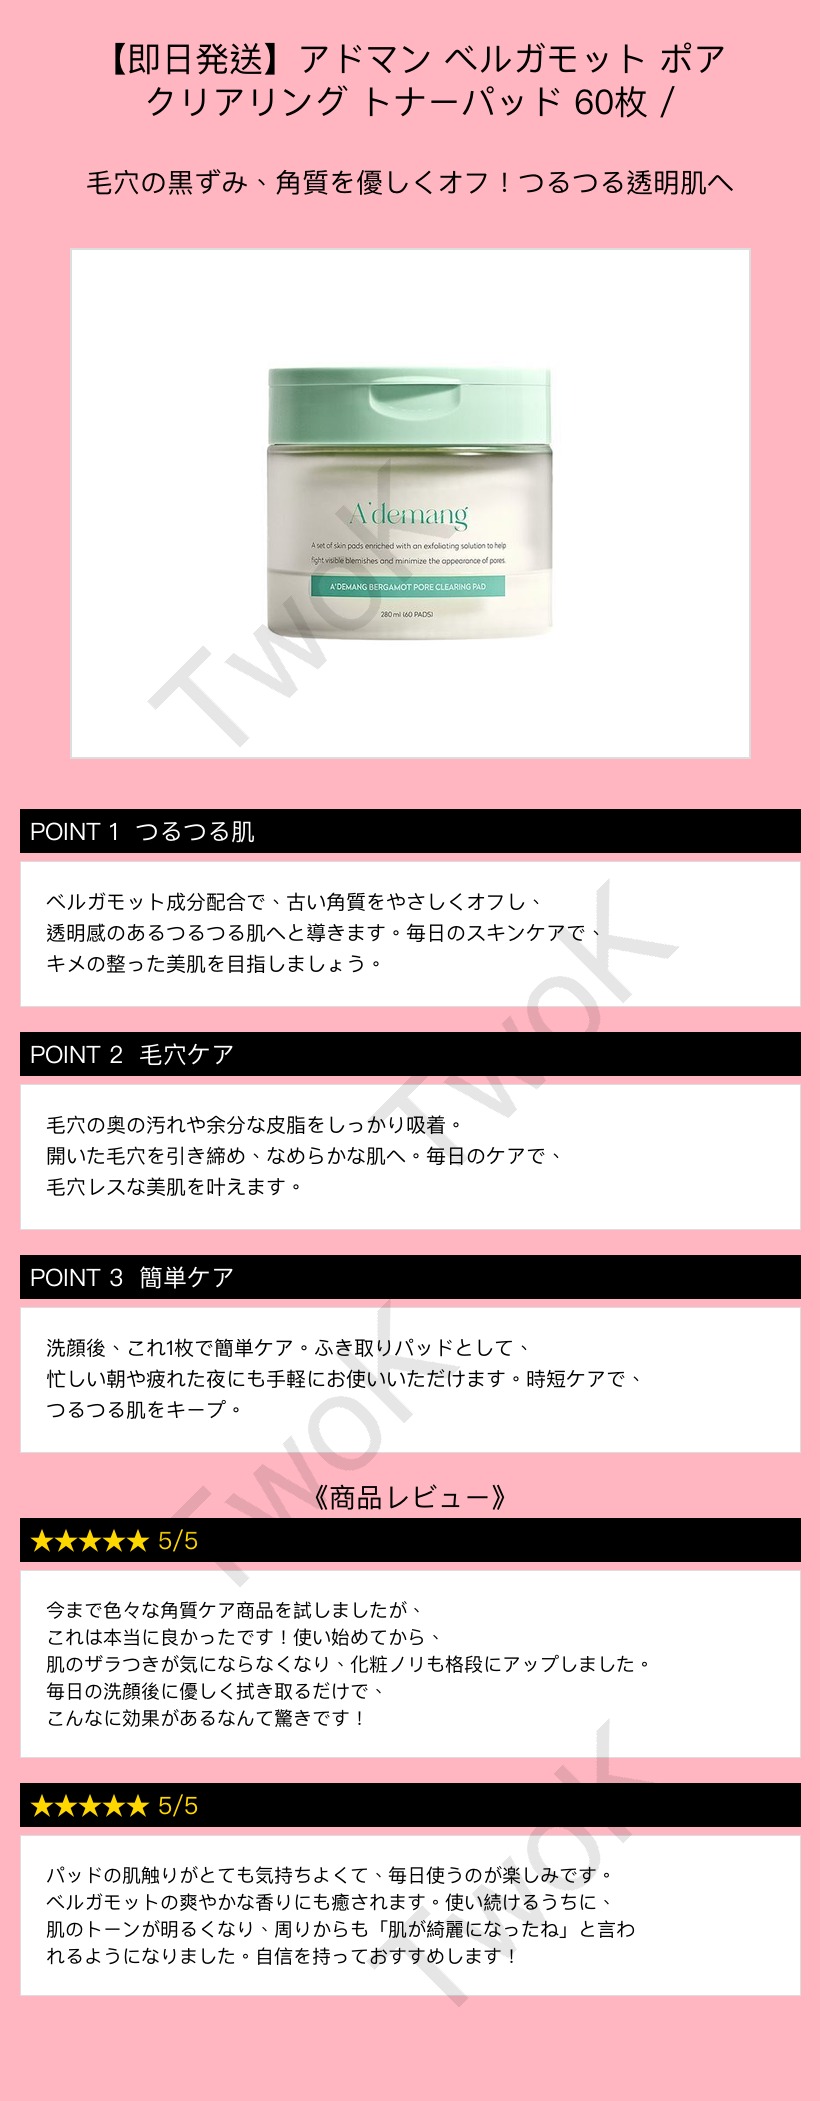 【即日発送】アドマン ベルガモット ポア
クリアリング トナーパッド 60枚 /
毛穴の黒ずみ、角質を優しくオフ！つるつる透明肌へ
A'demang
A set of skin pads enriched with an exfoliating solution to help
fight visible blemishes and minimize the appearance of pores.
A'DEMANG BERGAMOT PORE CLEARING PAD
280 ml (60 PADS)
TwoK
POINT 1 つるつる肌
ベルガモット成分配合で、古い角質をやさしくオフし、
透明感のあるつるつる肌へと導きます。毎日のスキンケアで、
キメの整った美肌を目指しましょう。
TwoK
POINT 2 毛穴ケア
毛穴の奥の汚れや余分な皮脂をしっかり吸着。
開いた毛穴を引き締め、なめらかな肌へ。毎日のケアで、
毛穴レスな美肌を叶えます。
POINT 3 簡単ケア
洗顔後、これ1枚で簡単ケア。ふき取りパッドとして、
忙しい朝や疲れた夜にも手軽にお使いいただけます。時短ケアで、
つるつる肌をキープ。
TwoK
《商品レビュー》
★★★★★ 5/5
今まで色々な角質ケア商品を試しましたが、
これは本当に良かったです！使い始めてから、
肌のザラつきが気にならなくなり、化粧ノリも格段にアップしました。
毎日の洗顔後に優しく拭き取るだけで、
こんなに効果があるなんて驚きです！
★★★★★ 5/5
パッドの肌触りがとても気持ちよくて、毎日使うのが楽しみです。
ベルガモットの爽やかな香りにも癒されます。使い続けるうちに、
肌のトーンが明るくなり、周りからも「肌が綺麗になったね」と言わ
れるようになりました。自信を持っておすすめします！
TwoK